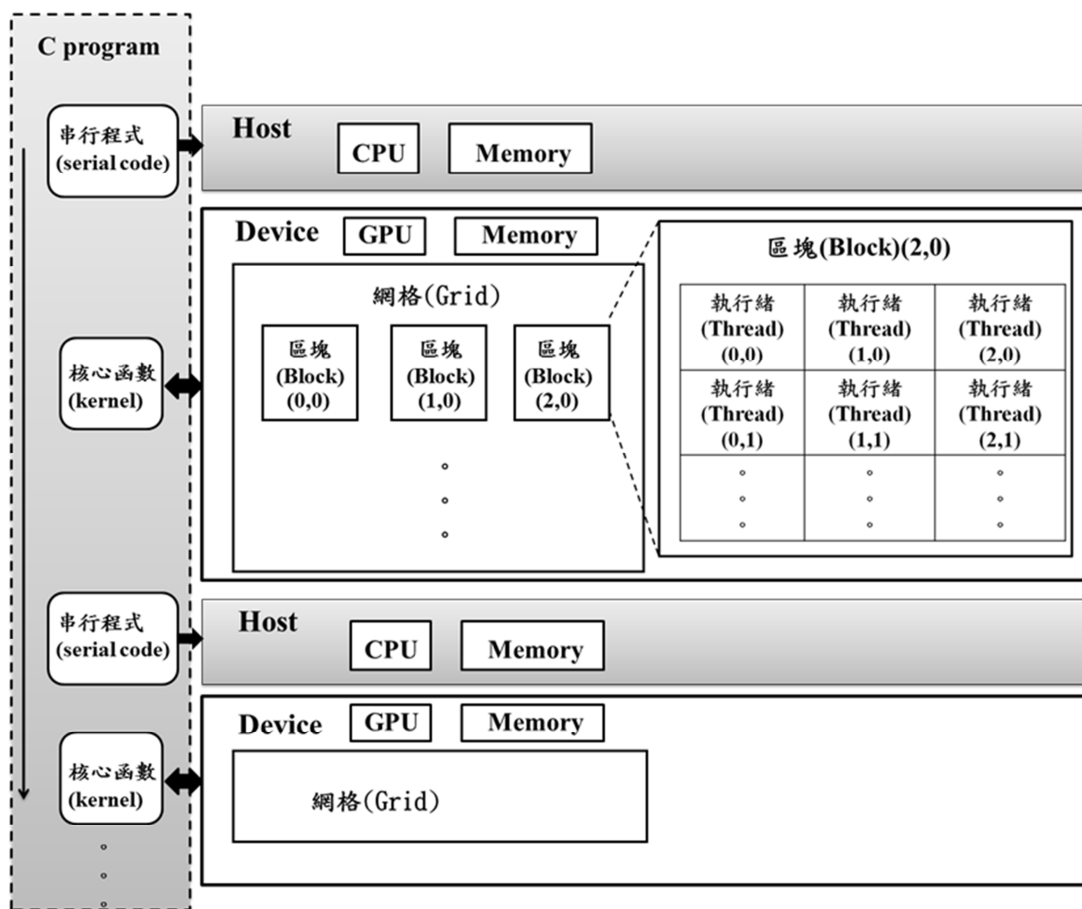 C program
串行程式
(serial code)
Host
CPU
Memory
Device
GPU
Memory
網格(Grid)
區塊
(Block)
(0,0)
區塊
(Block)
(1,0)
區塊
(Block)
(2,0)
區塊(Block)(2,0)
執行緒
(Thread)
(0,0)
執行緒
(Thread)
(1,0)
執行緒
(Thread)
(2,0)
執行緒
(Thread)
(0,1)
執行緒
(Thread)
(1,1)
執行緒
(Thread)
(2,1)
核心函數
(kernel)
串行程式
(serial code)
Host
CPU
Memory
Device
GPU
Memory
核心函數
(kernel)
網格(Grid)